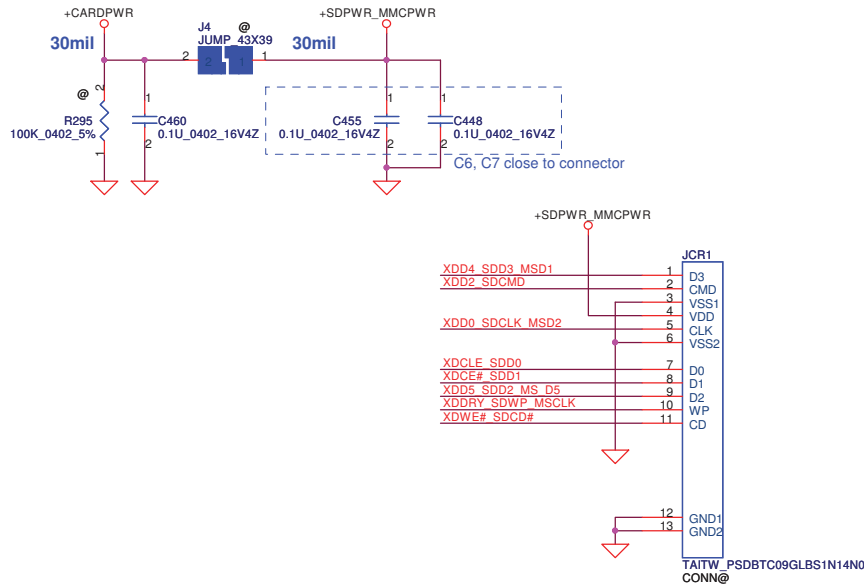 +CARDPWR
+SDPWR_MMCPWR
J4
@
JUMP_43X39
30mil
30mil
2
2
1
1
@
2
R295
100K_0402_5%
1
1
C460
0.1U_0402_16V4Z
2
1
C455
0.1U_0402_16V4Z
2
1
C448
0.1U_0402_16V4Z
2
C6, C7 close to connector
+SDPWR_MMCPWR
JCR1
XDD4_SDD3_MSD1 1 D3
XDD2_SDCMD 2 CMD
3 VSS1
4 VDD
XDD0_SDCLK_MSD2 5 CLK
6 VSS2
XDCLE_SDD0 7 D0
XDCE#_SDD1 8 D1
XDD5_SDD2_MS_D5 9 D2
XDDRY_SDWP_MSCLK 10 WP
XDWE#_SDCD# 11 CD
12 GND1
13 GND2
TAITW_PSDBTC09GLBS1N14N0
CONN@